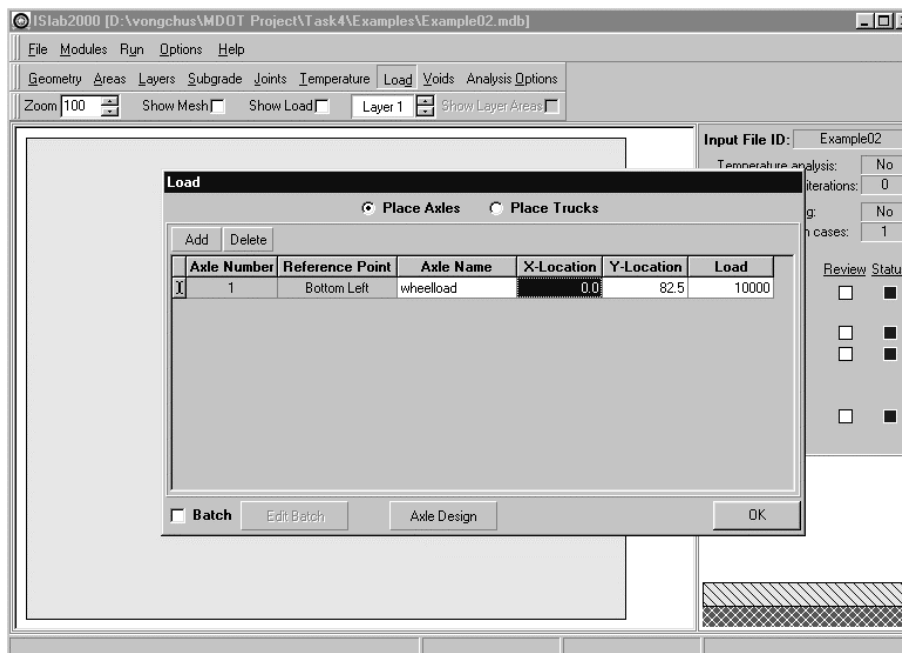 ISlab2000 [D:\vongchus\MDOT Project\Task4\Examples\Example02.mdb]
File Modules Run Options Help
Geometry Areas Layers Subgrade Joints Temperature Load Voids Analysis Options
Zoom 100 Show Mesh Show Load Layer 1 Show Layer Areas
Input File ID: Example02
Temperature analysis: No
iterations: 0
g: No
n cases: 1
Review Statu
Load
Place Axles Place Trucks
Add Delete
Axle Number Reference Point Axle Name X-Location Y-Location Load
1 Bottom Left wheelload 0.0 82.5 10000
Batch Edit Batch Axle Design OK